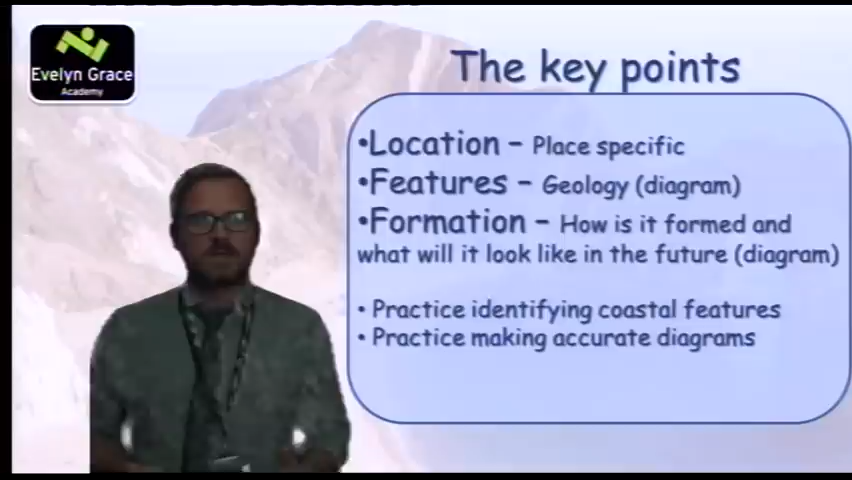 Evelyn Grace
Academy
The key points
•Location – Place specific
•Features – Geology (diagram)
•Formation – How is it formed and
what will it look like in the future (diagram)
• Practice identifying coastal features
• Practice making accurate diagrams